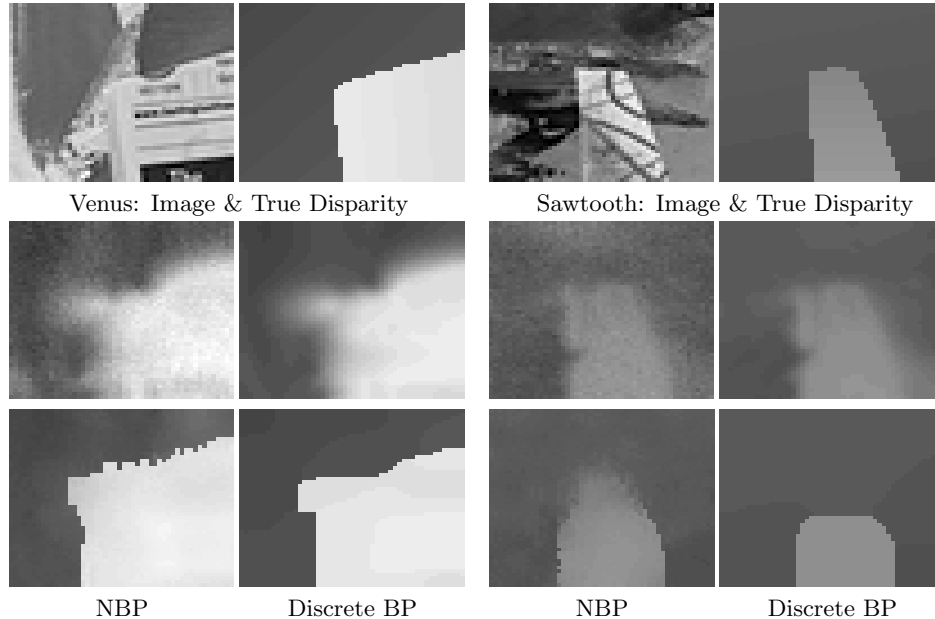 Venus: Image & True Disparity
Sawtooth: Image & True Disparity
NBP
Discrete BP
NBP
Discrete BP